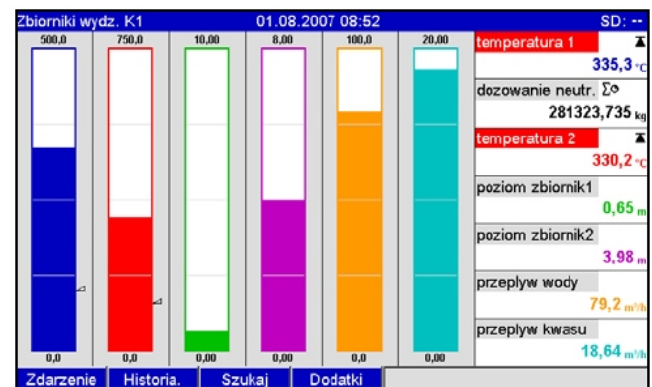 Zbiorniki wydz. K1 01.08.2007 08:52 SD: --
500,0 750,0 10,00 8,00 100,0 20,00
temperatura 1
335,3 °C
dozowanie neutr. Σ
281323,735 kg
temperatura 2
330,2 °C
poziom zbiornik1
0,65 m
poziom zbiornik2
3,98 m
przeplyw wody
79,2 m³/h
przeplyw kwasu
18,64 m³/h
0,0 0,0 0,00 0,00 0,0 0,00
Zdarzenie Historia. Szukaj Dodatki